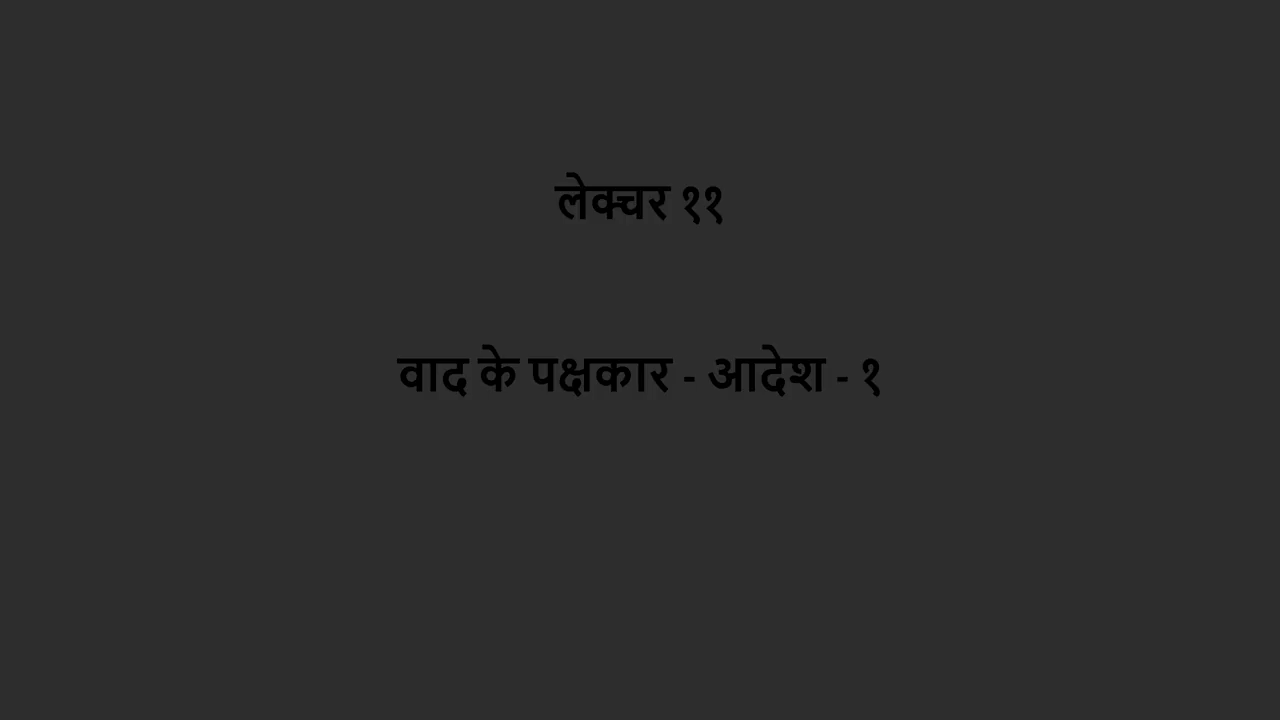 लेक्चर ११
वाद के पक्षकार - आदेश - १